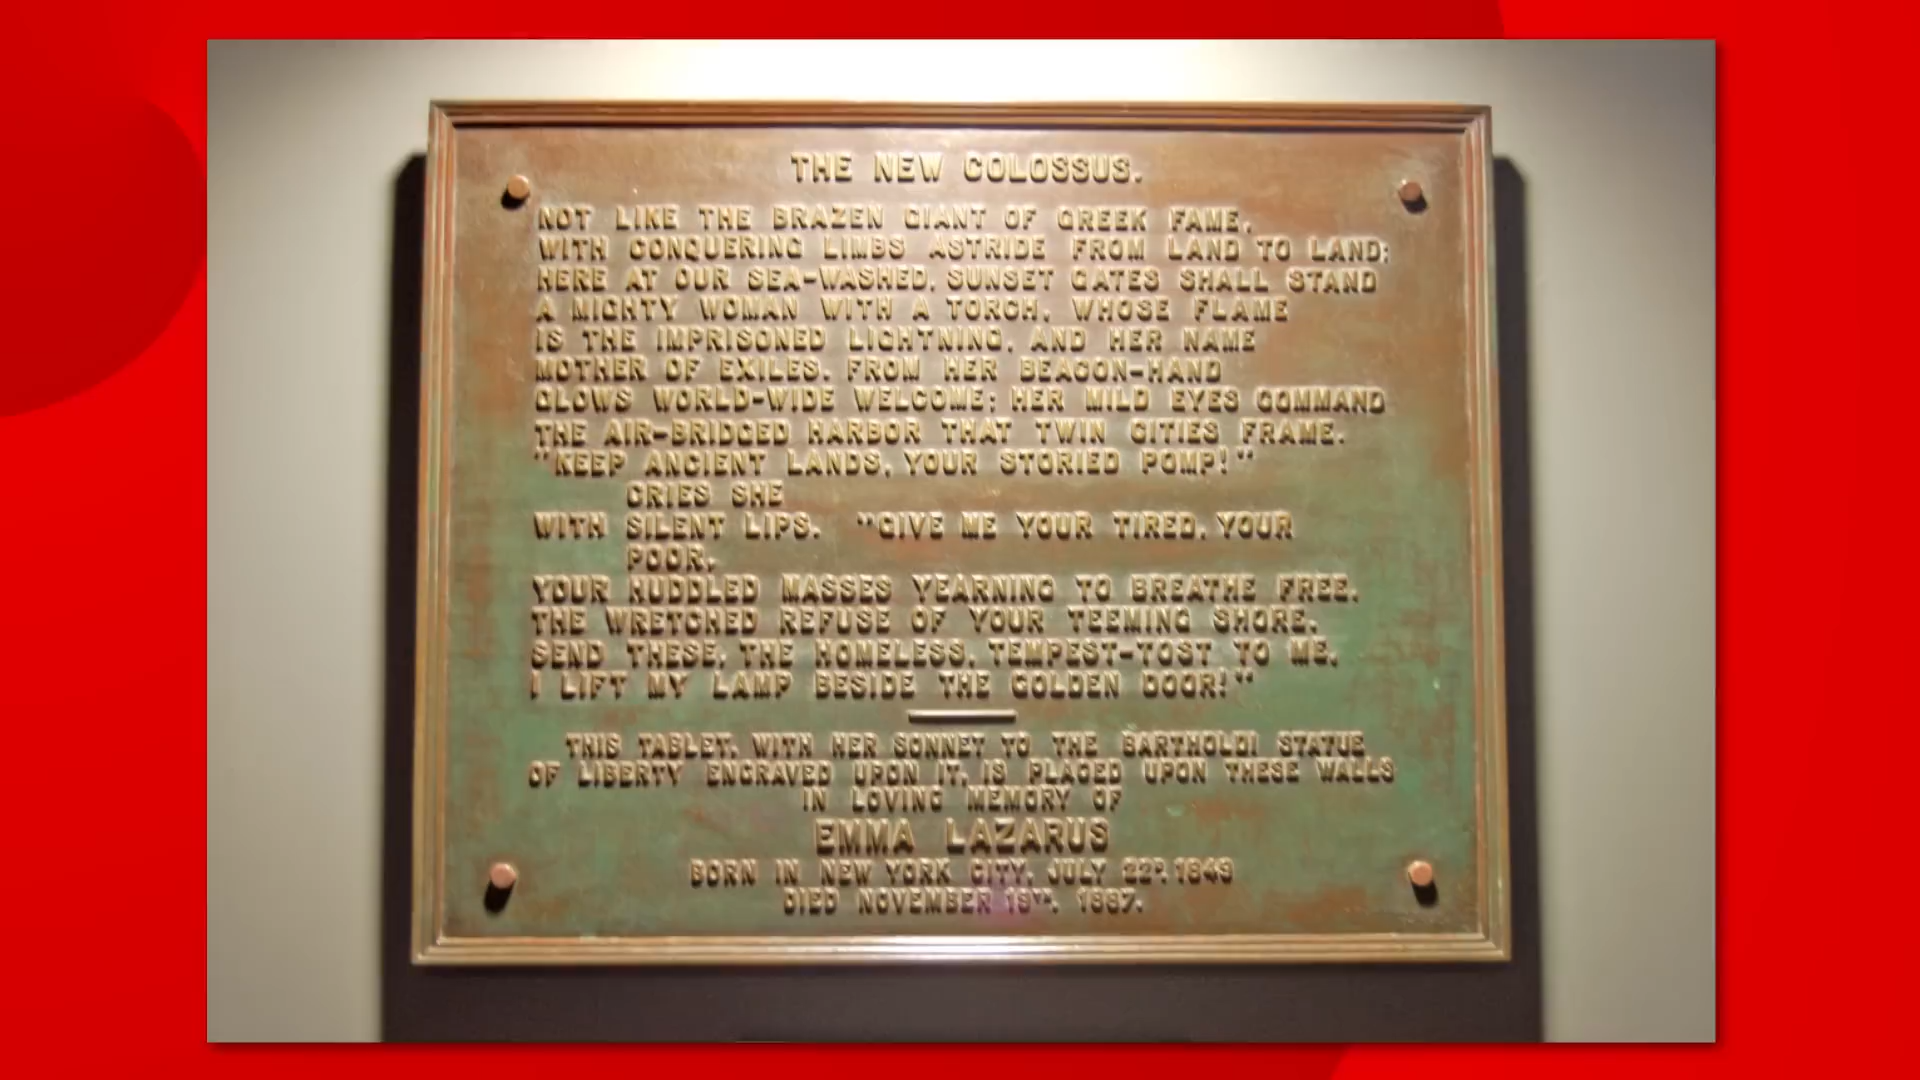 THE NEW COLOSSUS.
NOT LIKE THE BRAZEN GIANT OF GREEK FAME,
WITH CONQUERING LIMBS ASTRIDE FROM LAND TO LAND;
HERE AT OUR SEA-WASHED, SUNSET GATES SHALL STAND
A MIGHTY WOMAN WITH A TORCH, WHOSE FLAME
IS THE IMPRISONED LIGHTNING, AND HER NAME
MOTHER OF EXILES. FROM HER BEACON-HAND
GLOWS WORLD-WIDE WELCOME; HER MILD EYES COMMAND
THE AIR-BRIDGED HARBOR THAT TWIN CITIES FRAME.
"KEEP ANCIENT LANDS, YOUR STORIED POMP!"
CRIES SHE
WITH SILENT LIPS. "GIVE ME YOUR TIRED, YOUR
POOR,
YOUR HUDDLED MASSES YEARNING TO BREATHE FREE,
THE WRETCHED REFUSE OF YOUR TEEMING SHORE.
SEND THESE, THE HOMELESS, TEMPEST-TOST TO ME,
I LIFT MY LAMP BESIDE THE GOLDEN DOOR!"
THIS TABLET, WITH HER SONNET TO THE BARTHOLDI STATUE
OF LIBERTY ENGRAVED UPON IT, IS PLACED UPON THESE WALLS
IN LOVING MEMORY OF
EMMA LAZARUS
BORN IN NEW YORK CITY, JULY 22D, 1849
DIED NOVEMBER 19TH, 1887.